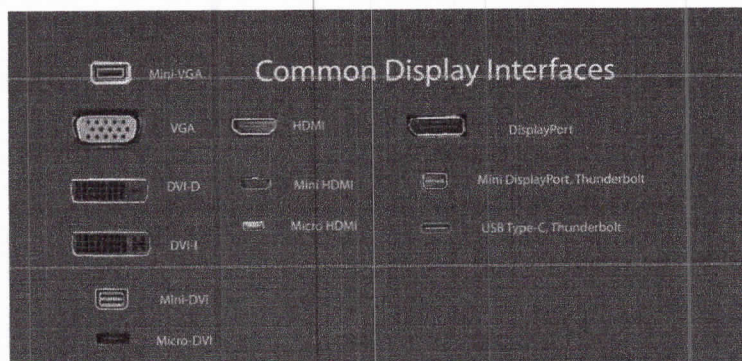 Common Display Interfaces
Mini-VGA
VGA
DVI-D
DVI-I
Mini-DVI
Micro-DVI
HDMI
Mini HDMI
Micro HDMI
DisplayPort
Mini DisplayPort, Thunderbolt
USB Type-C, Thunderbolt